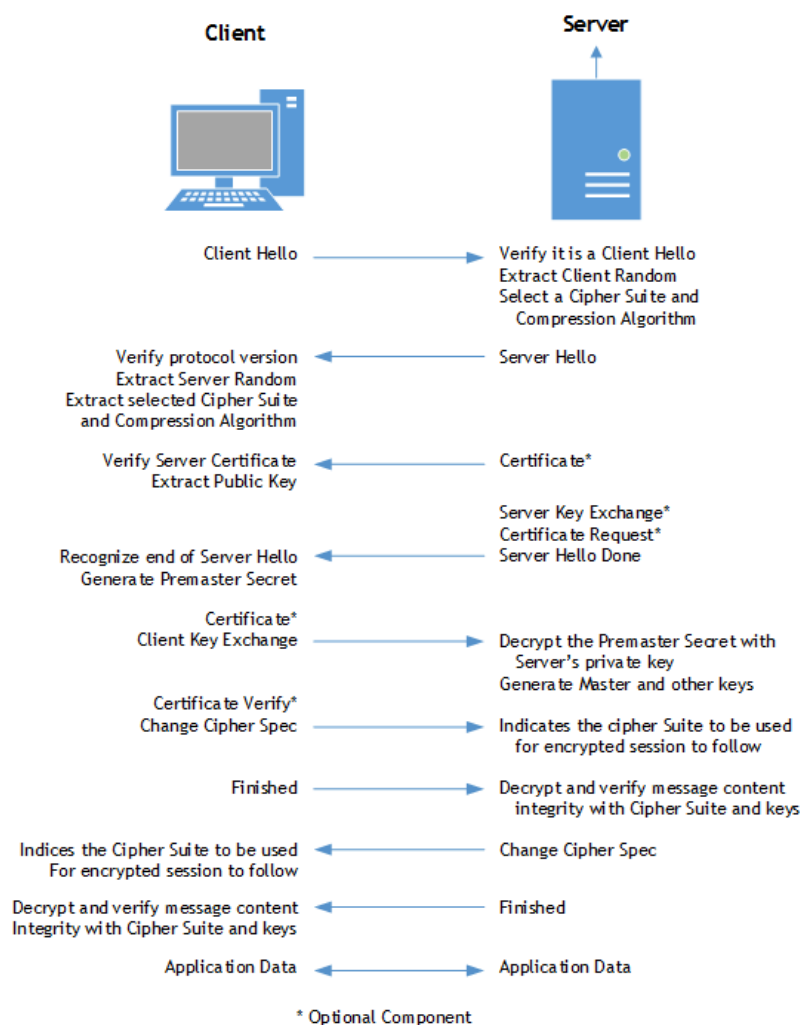 Client
Server
Client Hello
Verify it is a Client Hello
Extract Client Random
Select a Cipher Suite and
Compression Algorithm
Verify protocol version
Extract Server Random
Extract selected Cipher Suite
and Compression Algorithm
Server Hello
Verify Server Certificate
Extract Public Key
Certificate*
Server Key Exchange*
Certificate Request*
Server Hello Done
Recognize end of Server Hello
Generate Premaster Secret
Certificate*
Client Key Exchange
Decrypt the Premaster Secret with
Server's private key
Generate Master and other keys
Certificate Verify*
Change Cipher Spec
Indicates the cipher Suite to be used
for encrypted session to follow
Finished
Decrypt and verify message content
integrity with Cipher Suite and keys
Indices the Cipher Suite to be used
For encrypted session to follow
Change Cipher Spec
Decrypt and verify message content
Integrity with Cipher Suite and keys
Finished
Application Data
Application Data
* Optional Component